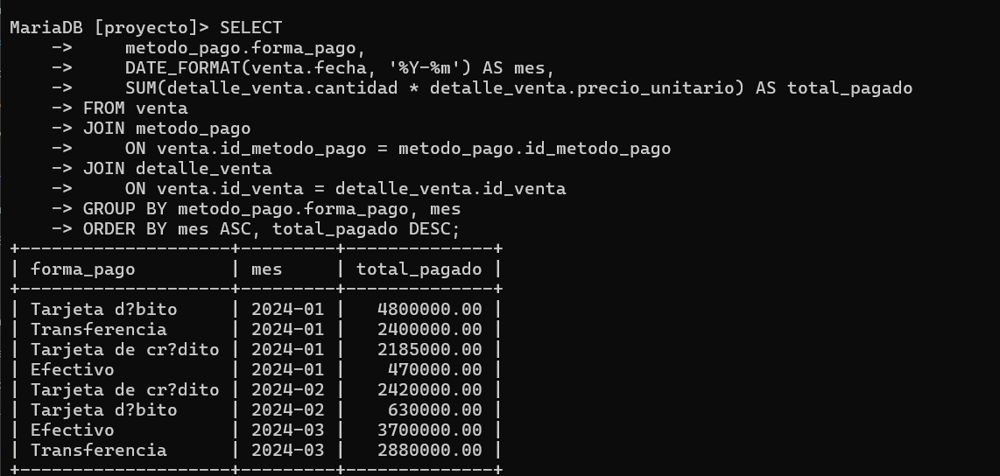 MariaDB [proyecto]> SELECT
    ->     metodo_pago.forma_pago,
    ->     DATE_FORMAT(venta.fecha, '%Y-%m') AS mes,
    ->     SUM(detalle_venta.cantidad * detalle_venta.precio_unitario) AS total_pagado
    -> FROM venta
    -> JOIN metodo_pago
    ->     ON venta.id_metodo_pago = metodo_pago.id_metodo_pago
    -> JOIN detalle_venta
    ->     ON venta.id_venta = detalle_venta.id_venta
    -> GROUP BY metodo_pago.forma_pago, mes
    -> ORDER BY mes ASC, total_pagado DESC;
+--------------------+---------+--------------+
| forma_pago         | mes     | total_pagado |
+--------------------+---------+--------------+
| Tarjeta d?bito     | 2024-01 |   4800000.00 |
| Transferencia      | 2024-01 |   2400000.00 |
| Tarjeta de cr?dito | 2024-01 |   2185000.00 |
| Efectivo           | 2024-01 |    470000.00 |
| Tarjeta de cr?dito | 2024-02 |   2420000.00 |
| Tarjeta d?bito     | 2024-02 |    630000.00 |
| Efectivo           | 2024-03 |   3700000.00 |
| Transferencia      | 2024-03 |   2880000.00 |
+--------------------+---------+--------------+